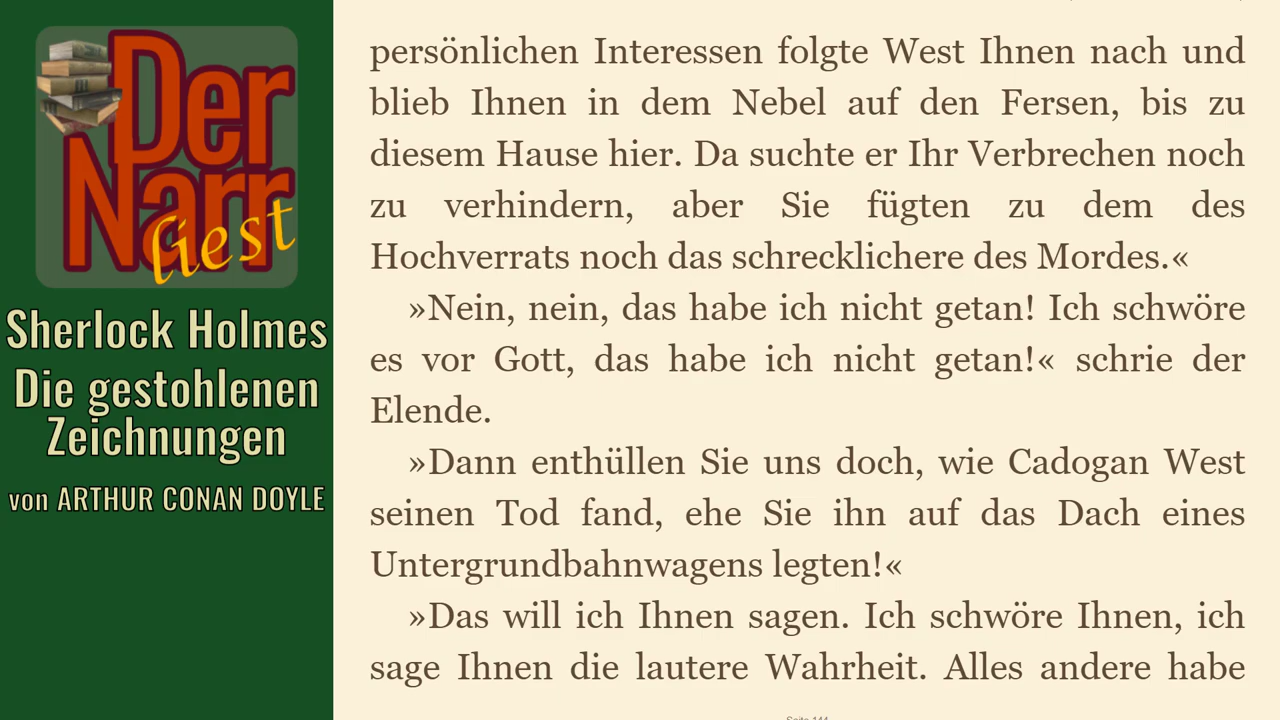 Der
Narr
liest
Sherlock Holmes
Die gestohlenen
Zeichnungen
von ARTHUR CONAN DOYLE
persönlichen Interessen folgte West Ihnen nach und
blieb Ihnen in dem Nebel auf den Fersen, bis zu
diesem Hause hier. Da suchte er Ihr Verbrechen noch
zu verhindern, aber Sie fügten zu dem des
Hochverrats noch das schrecklichere des Mordes.«
»Nein, nein, das habe ich nicht getan! Ich schwöre
es vor Gott, das habe ich nicht getan!« schrie der
Elende.
»Dann enthüllen Sie uns doch, wie Cadogan West
seinen Tod fand, ehe Sie ihn auf das Dach eines
Untergrundbahnwagens legten!«
»Das will ich Ihnen sagen. Ich schwöre Ihnen, ich
sage Ihnen die lautere Wahrheit. Alles andere habe